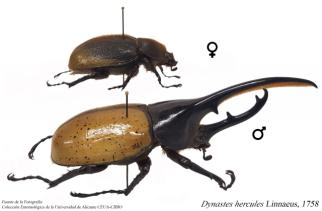 ♀
♂
Dynastes hercules Linnaeus, 1758
Fuente de la Fotografía
Colección Entomológica de la Universidad de Alicante CEUA-CIBIO